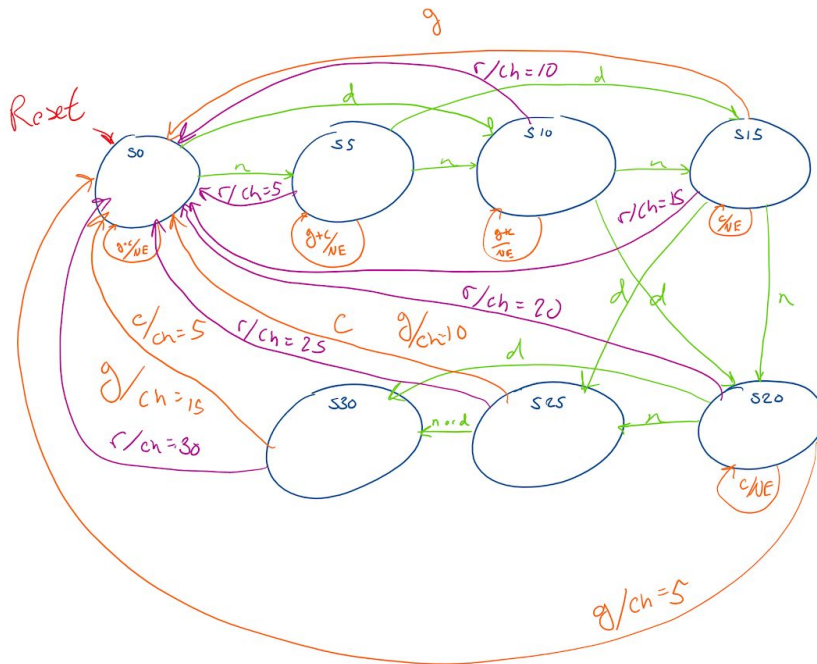 g
r/ch=10
d
d
Reset
S0
S5
S10
S15
n
n
n
r/ch=5
r/ch=15
g+c/NE
g+c/NE
g+c/NE
c/NE
r/ch=20
d
d
n
c/ch=5
r/ch=25
C
g/ch=10
d
g/ch=15
S30
S25
S20
n or d
n
r/ch=30
c/NE
g/ch=5